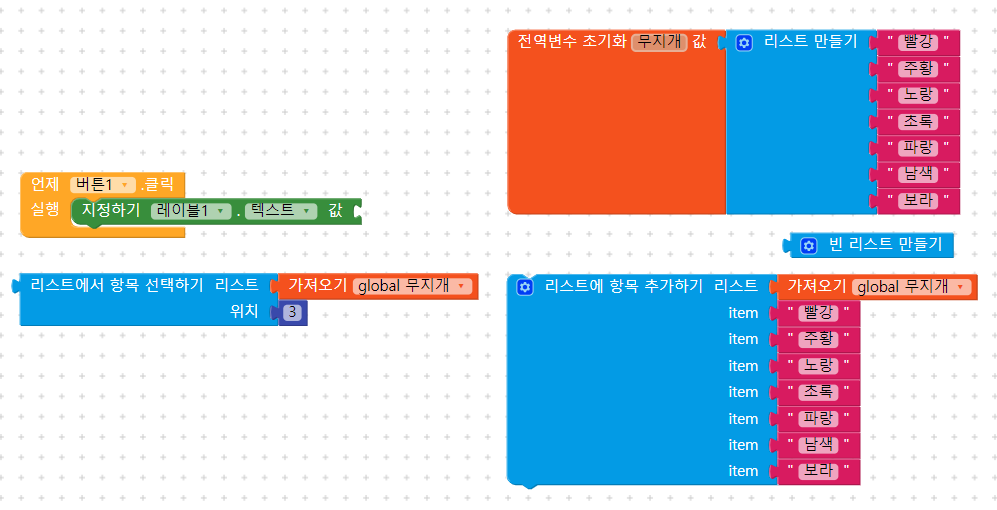 언제 버튼1 .클릭
실행 지정하기 레이블1 . 텍스트 값
리스트에서 항목 선택하기 리스트 가져오기 global 무지개
위치 3
전역변수 초기화 무지개 값 리스트 만들기 " 빨강 "
" 주황 "
" 노랑 "
" 초록 "
" 파랑 "
" 남색 "
" 보라 "
빈 리스트 만들기
리스트에 항목 추가하기 리스트 가져오기 global 무지개
item " 빨강 "
item " 주황 "
item " 노랑 "
item " 초록 "
item " 파랑 "
item " 남색 "
item " 보라 "